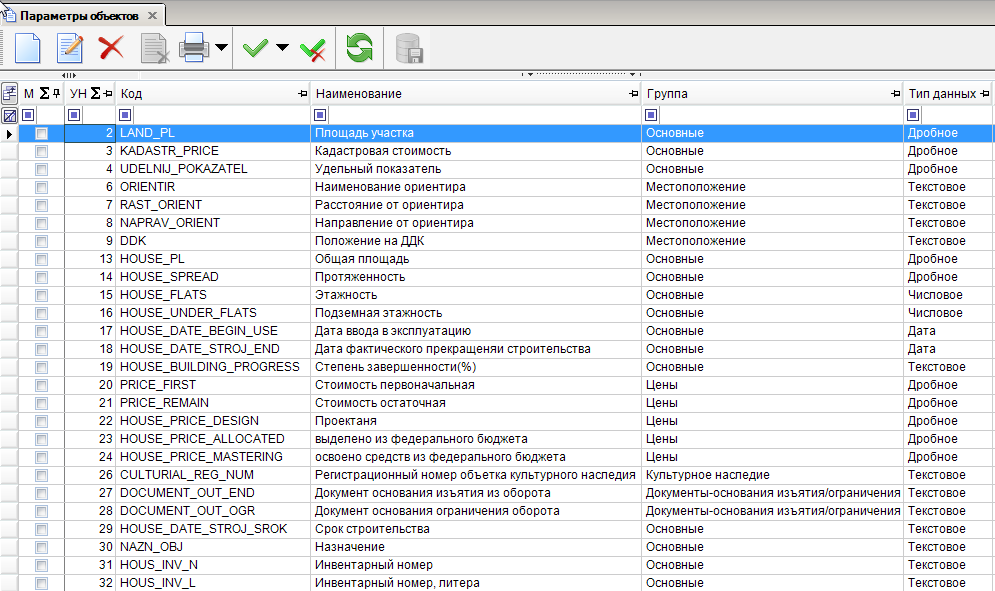 Параметры объектов
М Σ УН Σ Код Наименование Группа Тип данных
2 LAND_PL Площадь участка Основные Дробное
3 KADASTR_PRICE Кадастровая стоимость Основные Дробное
4 UDELNIJ_POKAZATEL Удельный показатель Основные Дробное
6 ORIENTIR Наименование ориентира Местоположение Текстовое
7 RAST_ORIENT Расстояние от ориентира Местоположение Текстовое
8 NAPRAV_ORIENT Направление от ориентира Местоположение Текстовое
9 DDK Положение на ДДК Местоположение Текстовое
13 HOUSE_PL Общая площадь Основные Дробное
14 HOUSE_SPREAD Протяженность Основные Дробное
15 HOUSE_FLATS Этажность Основные Числовое
16 HOUSE_UNDER_FLATS Подземная этажность Основные Числовое
17 HOUSE_DATE_BEGIN_USE Дата ввода в эксплуатацию Основные Дата
18 HOUSE_DATE_STROJ_END Дата фактического прекращеняи строительства Основные Дата
19 HOUSE_BUILDING_PROGRESS Степень завершенности(%) Основные Текстовое
20 PRICE_FIRST Стоимость первоначальная Цены Дробное
21 PRICE_REMAIN Стоимость остаточная Цены Дробное
22 HOUSE_PRICE_DESIGN Проектаня Цены Дробное
23 HOUSE_PRICE_ALLOCATED выделено из федерального бюджета Цены Дробное
24 HOUSE_PRICE_MASTERING освоено средств из федерального бюджета Цены Дробное
26 CULTURIAL_REG_NUM Регистрационный номер объетка культурного наследия Культурное наследие Текстовое
27 DOCUMENT_OUT_END Документ основания изъятия из оборота Документы-основания изъятия/ограничения Текстовое
28 DOCUMENT_OUT_OGR Документ основания ограничения оборота Документы-основания изъятия/ограничения Текстовое
29 HOUSE_DATE_STROJ_SROK Срок строительства Основные Текстовое
30 NAZN_OBJ Назначение Основные Текстовое
31 HOUS_INV_N Инвентарный номер Основные Текстовое
32 HOUS_INV_L Инвентарный номер, литера Основные Текстовое